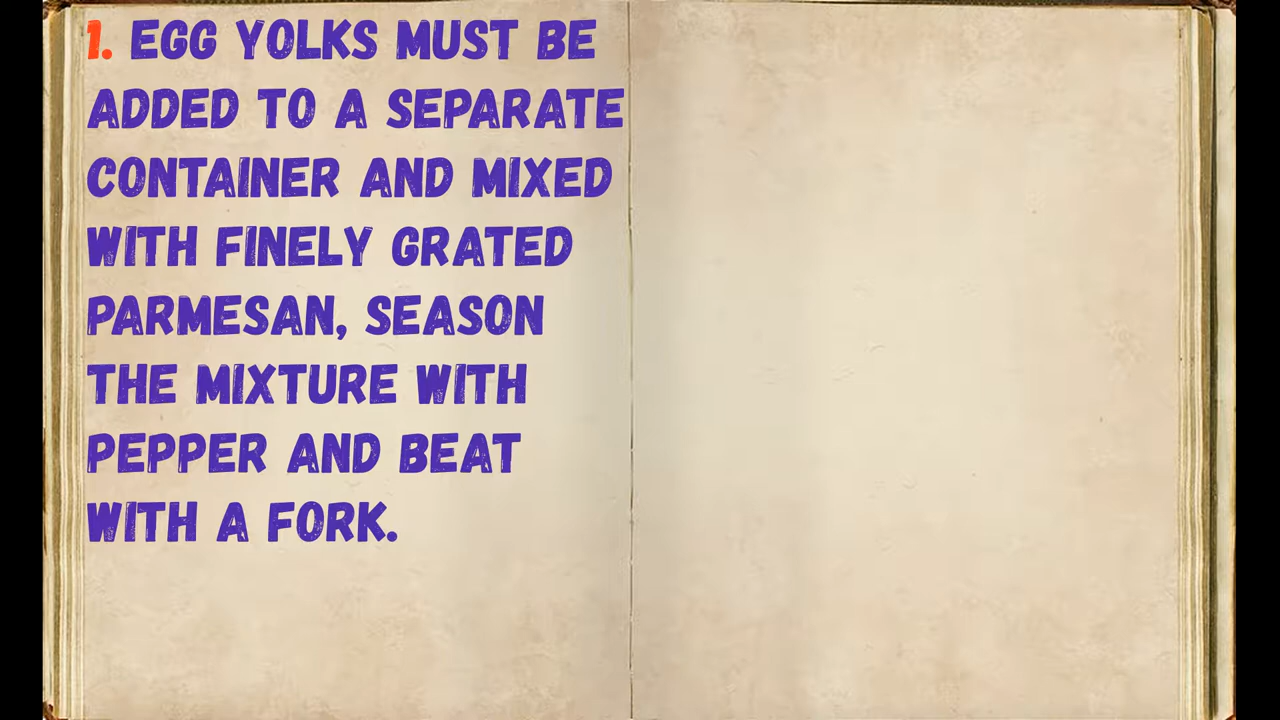 1. EGG YOLKS MUST BE
ADDED TO A SEPARATE
CONTAINER AND MIXED
WITH FINELY GRATED
PARMESAN, SEASON
THE MIXTURE WITH
PEPPER AND BEAT
WITH A FORK.